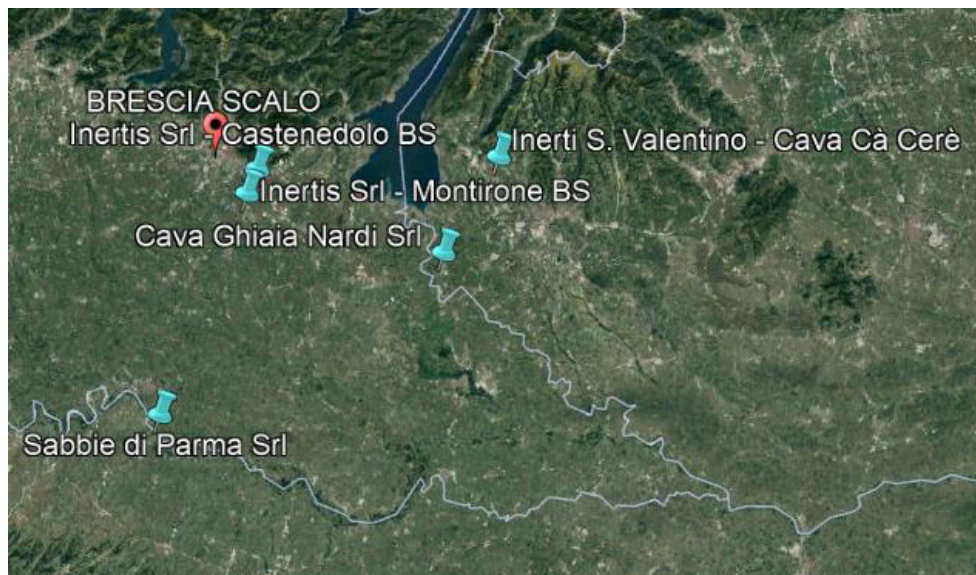 BRESCIA SCALO
Inertis Srl - Castenedolo BS
Inerti S. Valentino - Cava Cà Cerè
Inertis Srl - Montirone BS
Cava Ghiaia Nardi Srl
Sabbie di Parma Srl